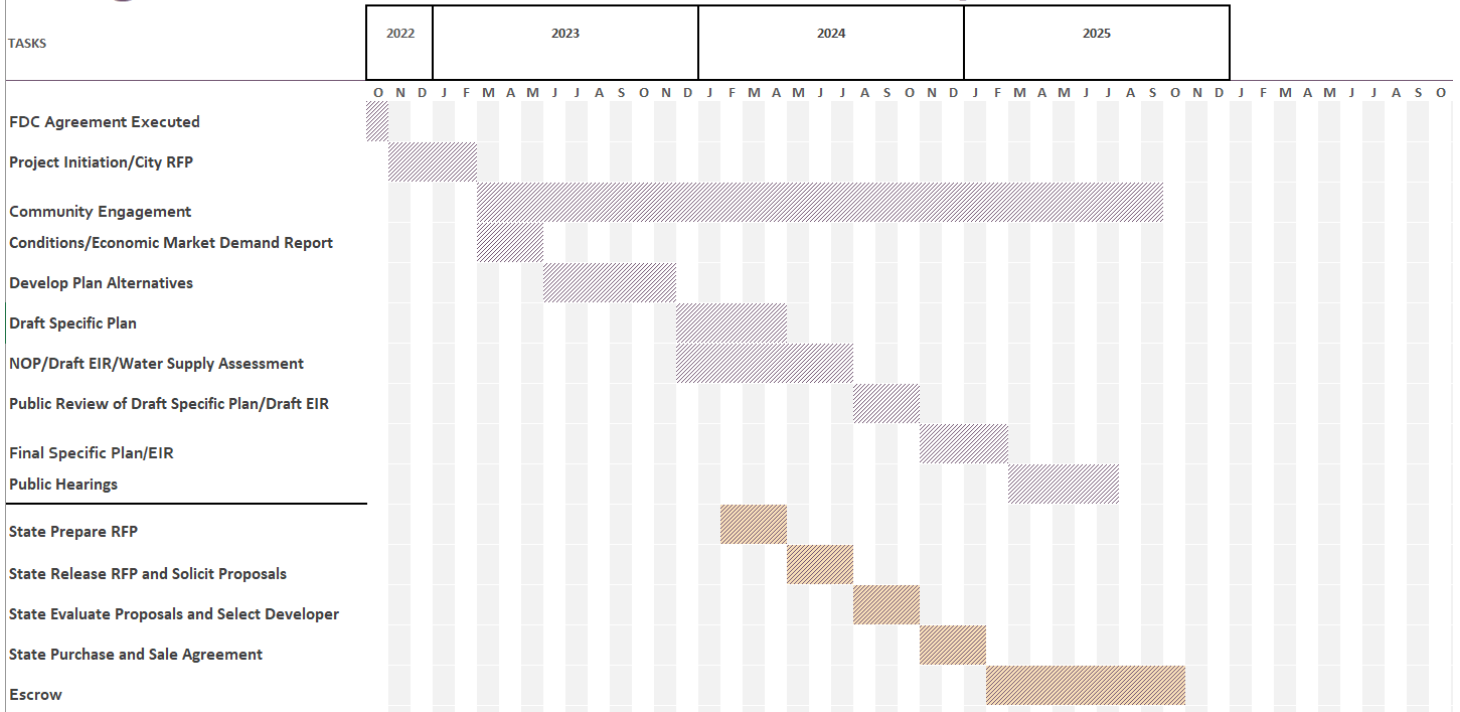 2022 2023 2024 2025
TASKS
O N D J F M A M J J A S O N D J F M A M J J A S O N D J F M A M J J A S O N D J F M A M J J A S O
FDC Agreement Executed
Project Initiation/City RFP
Community Engagement
Conditions/Economic Market Demand Report
Develop Plan Alternatives
Draft Specific Plan
NOP/Draft EIR/Water Supply Assessment
Public Review of Draft Specific Plan/Draft EIR
Final Specific Plan/EIR
Public Hearings
State Prepare RFP
State Release RFP and Solicit Proposals
State Evaluate Proposals and Select Developer
State Purchase and Sale Agreement
Escrow